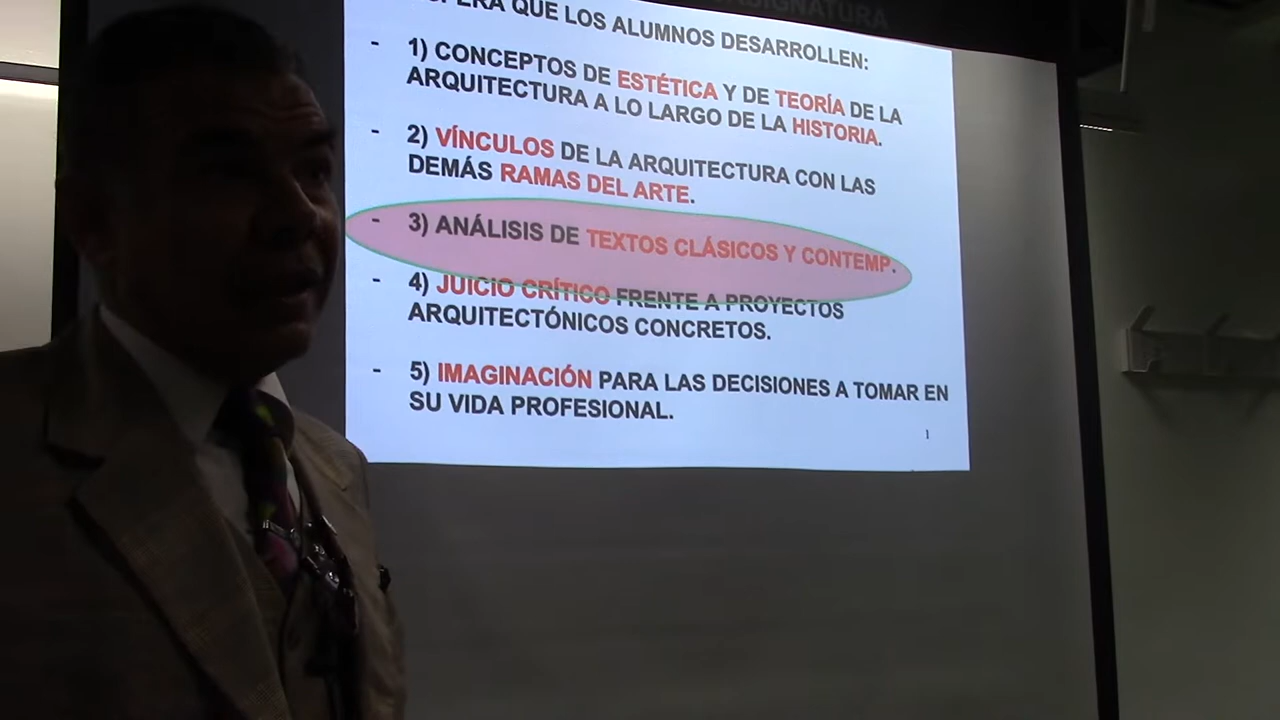 QUE LOS ALUMNOS DESARROLLEN:
- 1) CONCEPTOS DE ESTÉTICA Y DE TEORÍA DE LA
ARQUITECTURA A LO LARGO DE LA HISTORIA.
- 2) VÍNCULOS DE LA ARQUITECTURA CON LAS
DEMÁS RAMAS DEL ARTE.
- 3) ANÁLISIS DE TEXTOS CLÁSICOS Y CONTEMP.
- 4) JUICIO CRÍTICO FRENTE A PROYECTOS
ARQUITECTÓNICOS CONCRETOS.
- 5) IMAGINACIÓN PARA LAS DECISIONES A TOMAR EN
SU VIDA PROFESIONAL.
1